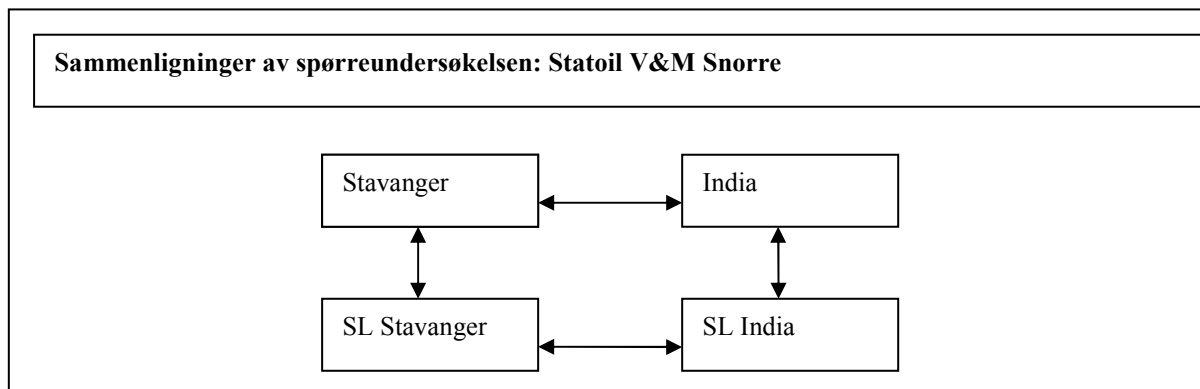 Sammenligninger av spørreundersøkelsen: Statoil V&M Snorre
Stavanger
India
SL Stavanger
SL India